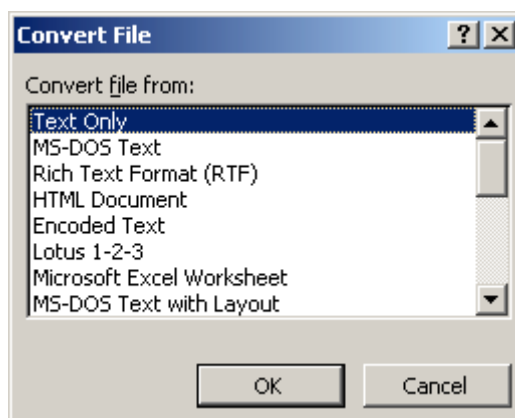 Convert File
Convert file from:
Text Only
MS-DOS Text
Rich Text Format (RTF)
HTML Document
Encoded Text
Lotus 1-2-3
Microsoft Excel Worksheet
MS-DOS Text with Layout
OK Cancel